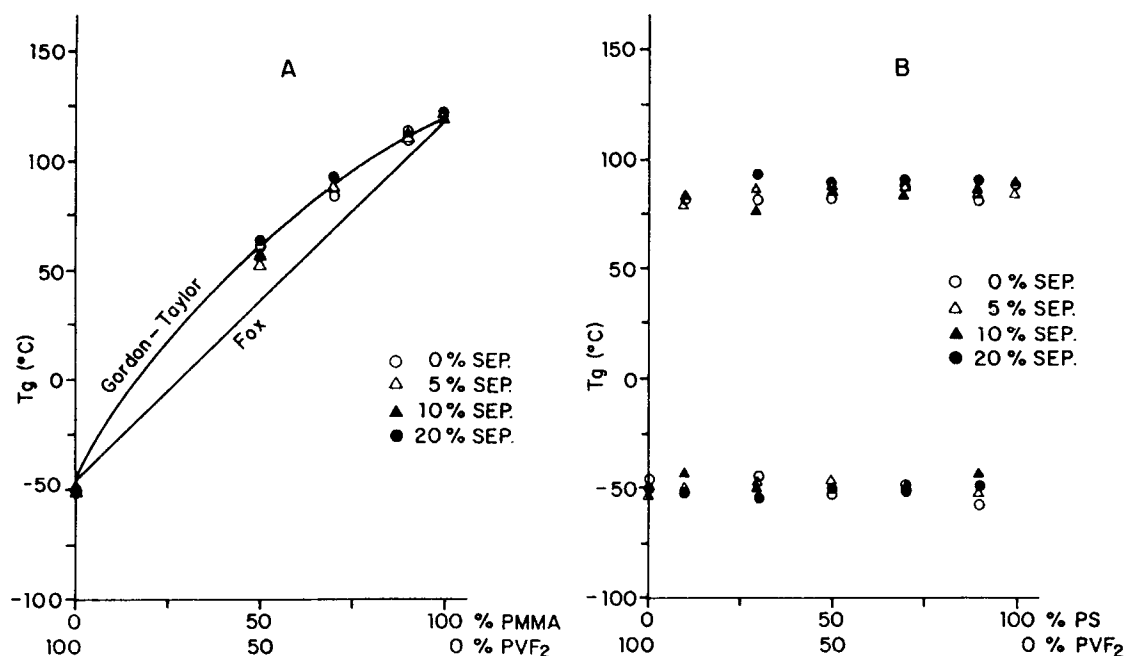 A
150
100
50
0
-50
-100
Tg (°C)
Gordon-Taylor
Fox
0 % SEP.
5 % SEP.
10 % SEP.
20 % SEP.
0 50 100 % PMMA
100 50 0 % PVF₂
B
150
100
50
0
-50
-100
Tg (°C)
0 % SEP.
5 % SEP.
10 % SEP.
20 % SEP.
0 50 100 % PS
100 50 0 % PVF₂